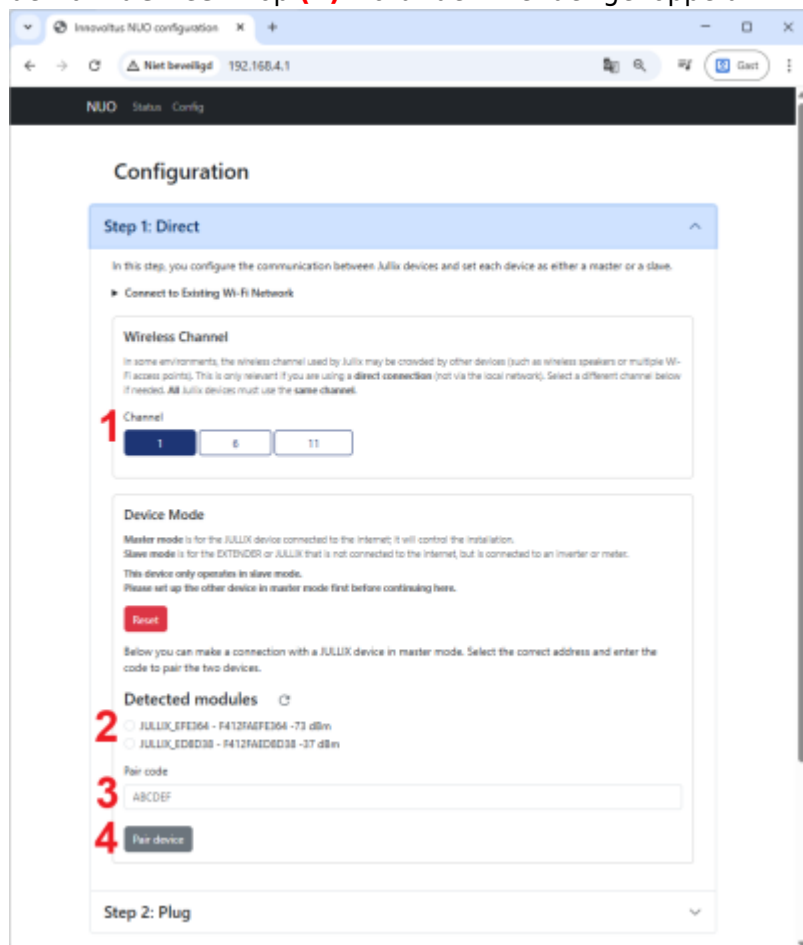 Innovoltus NUO configuration
Niet beveiligd 192.168.4.1 Gast
NUO Status Config
Configuration
Step 1: Direct
In this step, you configure the communication between Jullix devices and set each device as either a master or a slave.
Connect to Existing Wi-Fi Network
Wireless Channel
In some environments, the wireless channel used by Jullix may be crowded by other devices (such as wireless speakers or multiple Wi-
Fi access points). This is only relevant if you are using a direct connection (not via the local network). Select a different channel below
if needed. All Jullix devices must use the same channel.
Channel
1
1 6 11
Device Mode
Master mode is for the JULLIX device connected to the internet; it will control the installation.
Slave mode is for the EXTENDER or JULLIX that is not connected to the internet, but is connected to an inverter or meter.
This device only operates in slave mode.
Please set up the other device in master mode first before continuing here.
Reset
Below you can make a connection with a JULLIX device in master mode. Select the correct address and enter the
code to pair the two devices.
Detected modules
2
JULLIX_EFE364 - F412FAEFE364 -73 dBm
JULLIX_ED8D38 - F412FAED8D38 -37 dBm
Pair code
3
ABCDEF
4
Pair device
Step 2: Plug